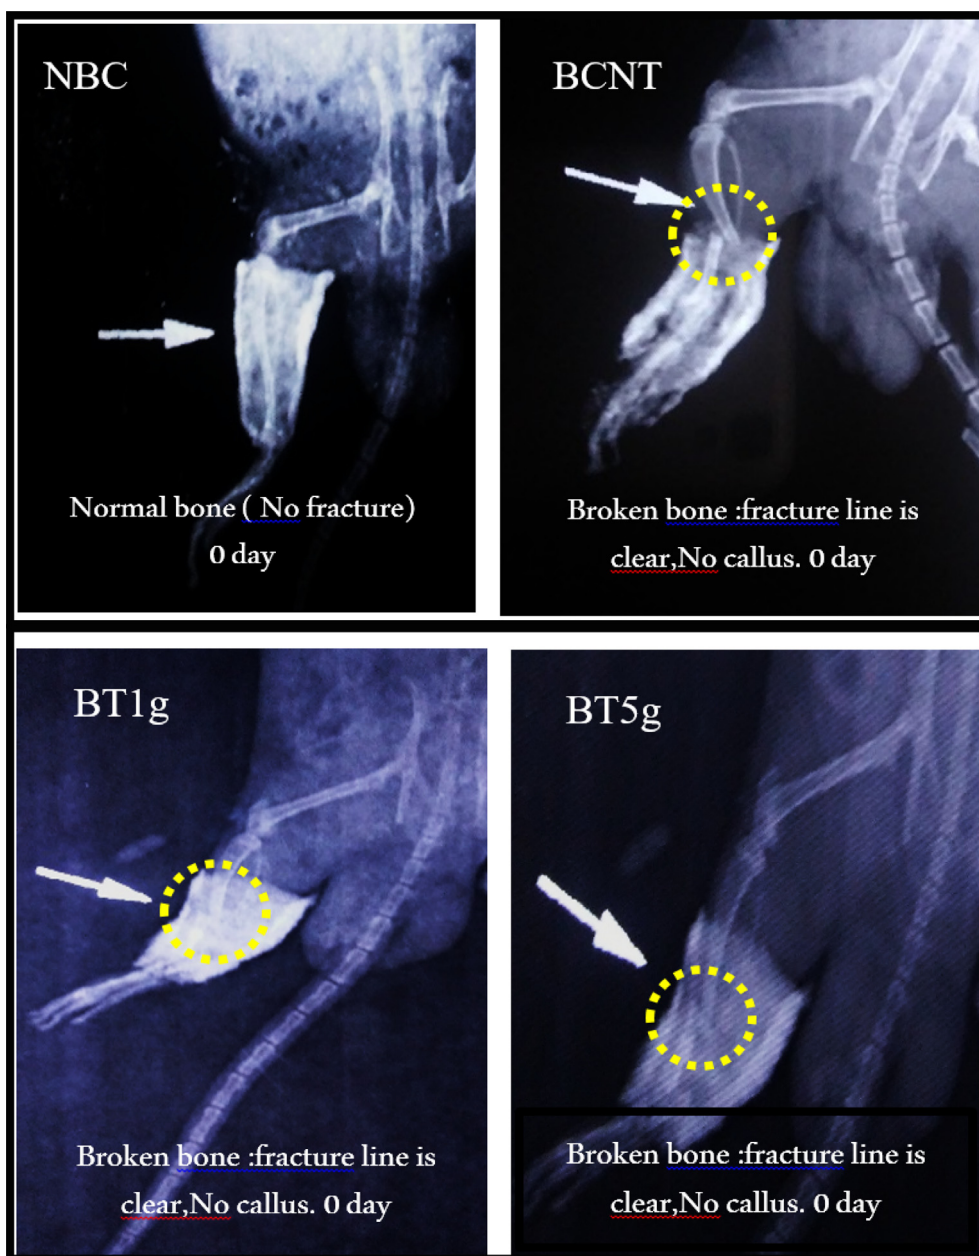 NBC
Normal bone ( No fracture)
0 day
BCNT
Broken bone :fracture line is
clear,No callus. 0 day
BT1g
Broken bone :fracture line is
clear,No callus. 0 day
BT5g
Broken bone :fracture line is
clear,No callus. 0 day